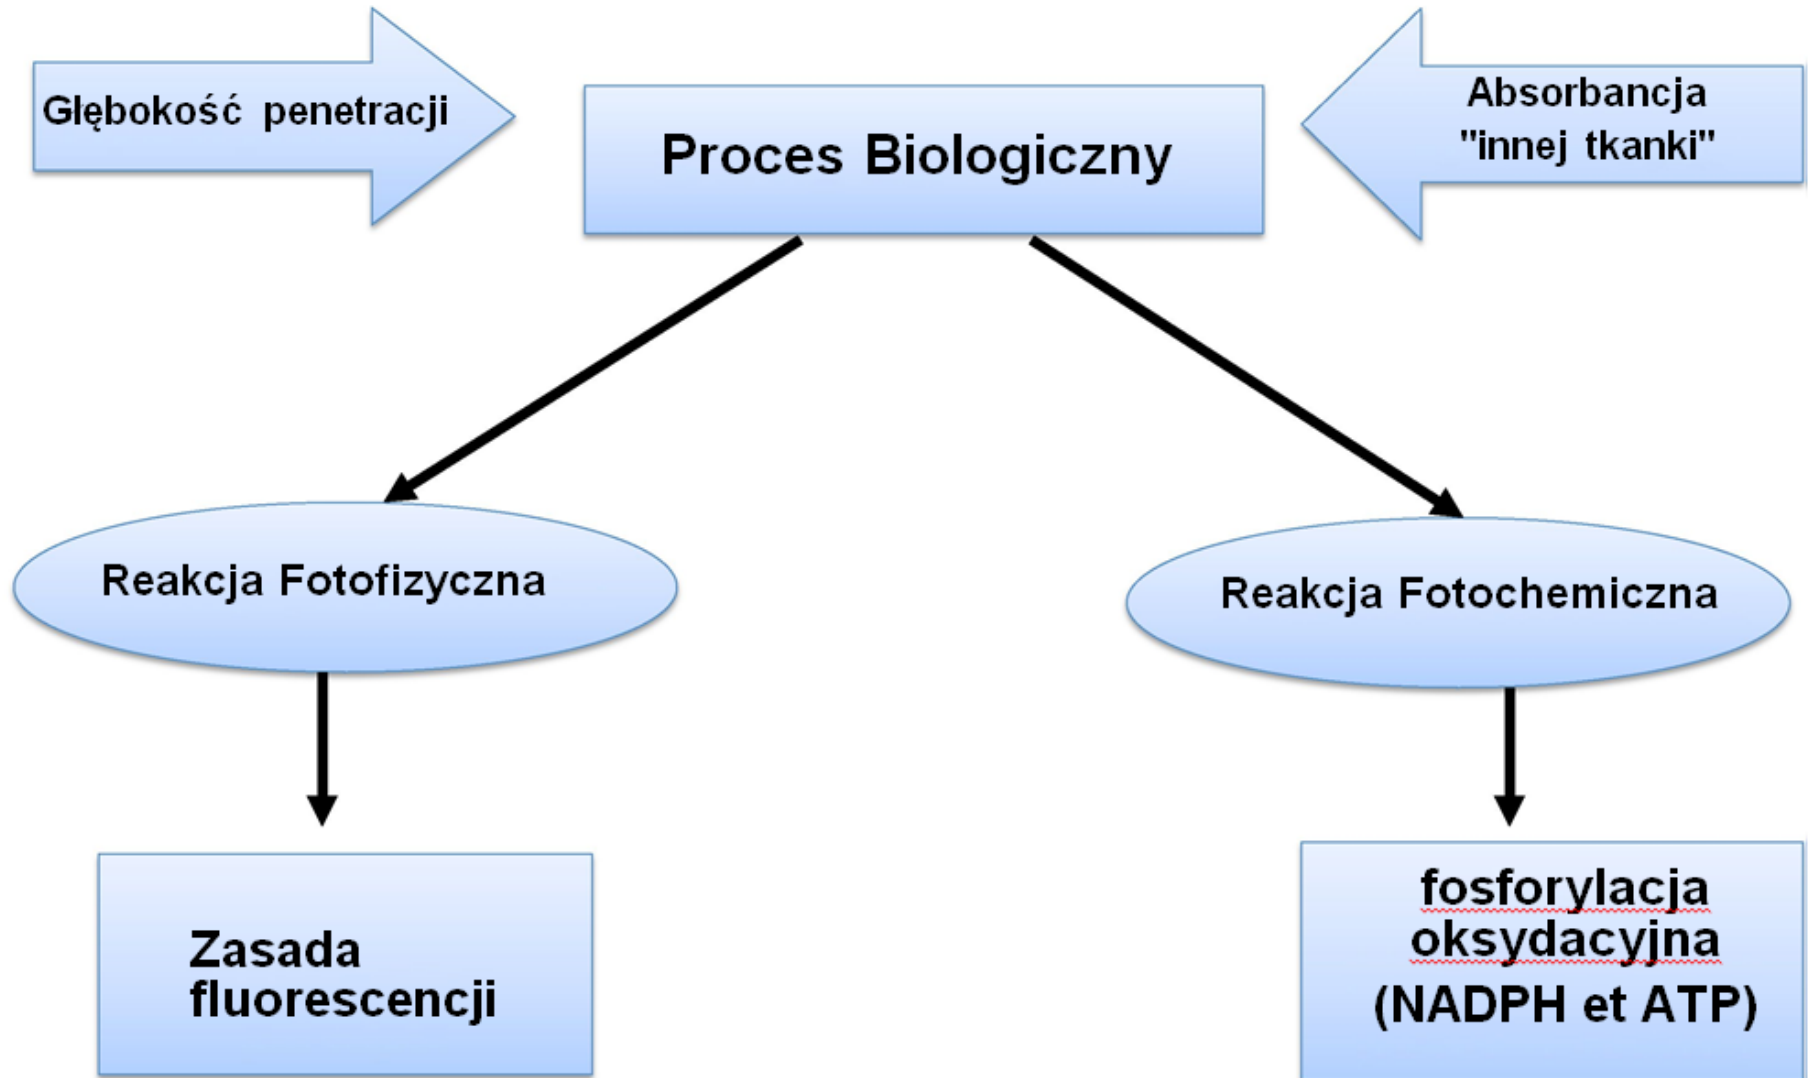 Głębokość penetracji
Proces Biologiczny
Absorbancja
"innej tkanki"
Reakcja Fotofizyczna
Reakcja Fotochemiczna
Zasada
fluorescencji
fosforylacja
oksydacyjna
(NADPH et ATP)